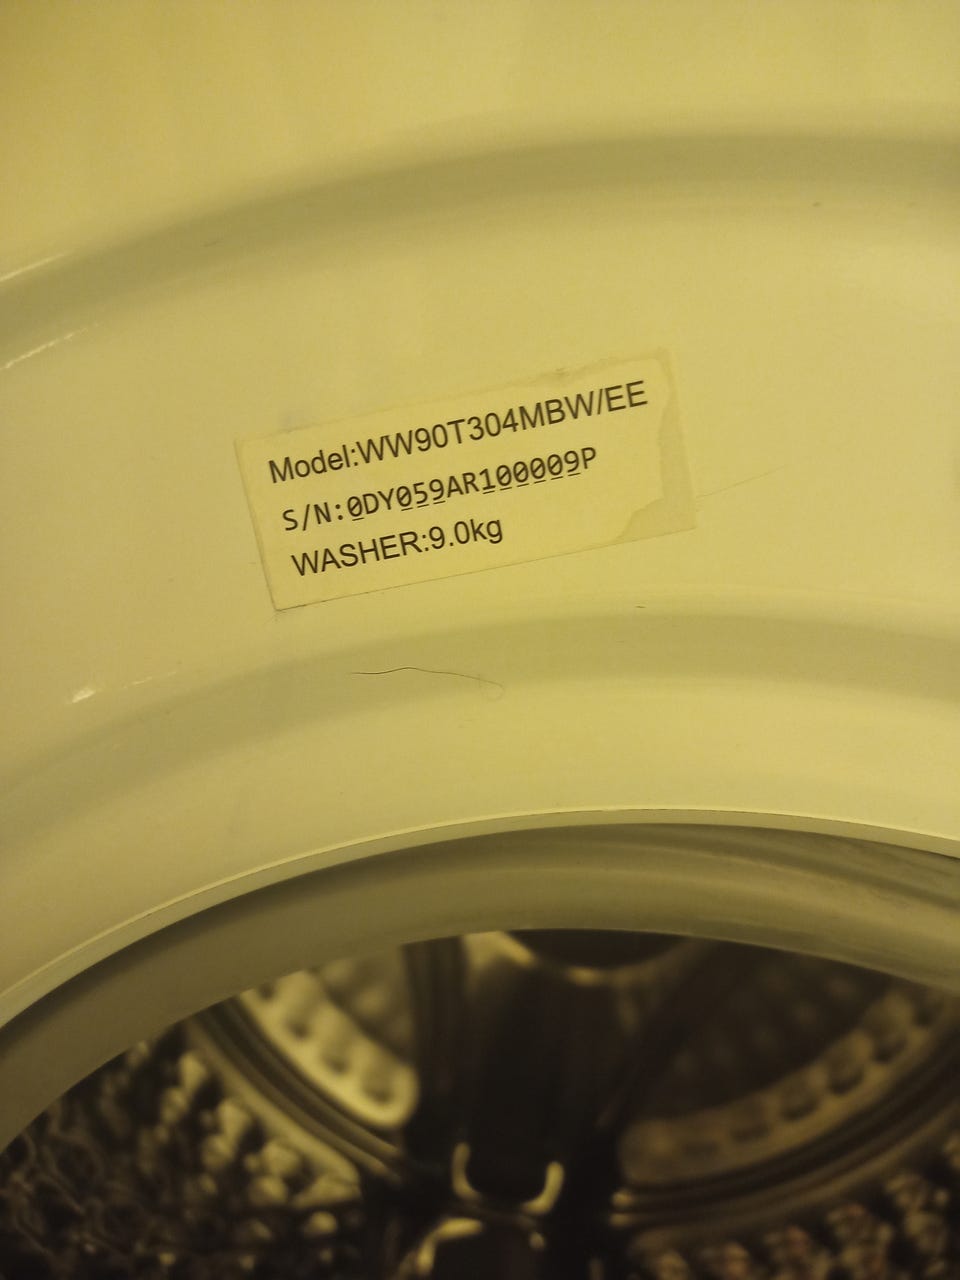 Model:WW90T304MBW/EE
S/N:0DY059AR100009P
WASHER:9.0kg